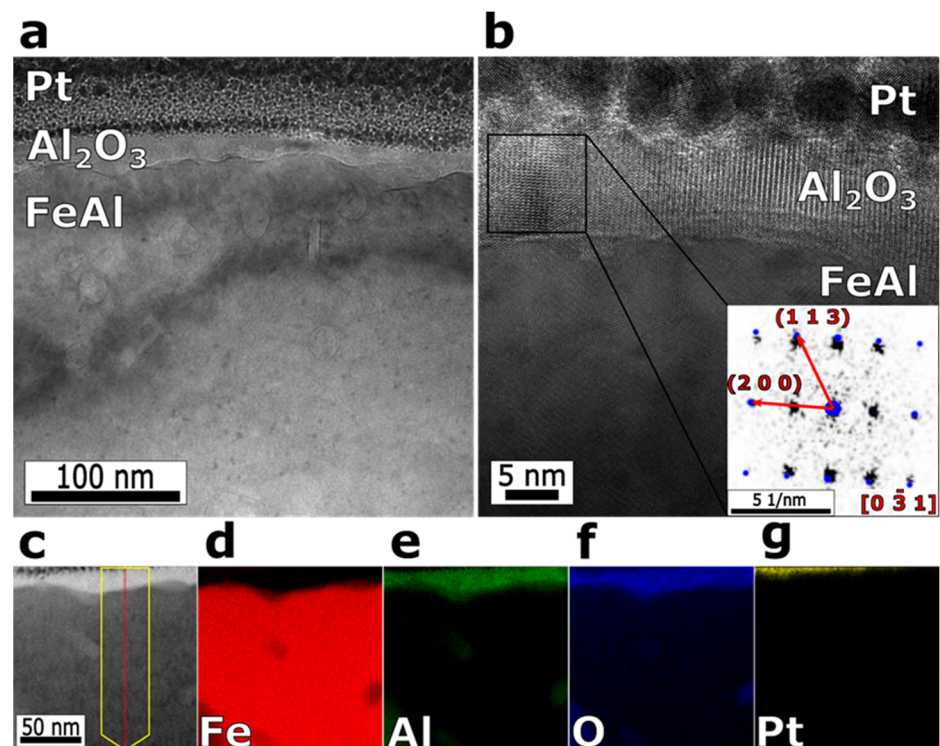 a
b
Pt
Al₂O₃
FeAl
100 nm
Pt
Al₂O₃
FeAl
5 nm
(1 1 3)
(2 0 0)
5 1/nm
[0 3̄ 1]
c
d
e
f
g
50 nm
Fe
Al
O
Pt